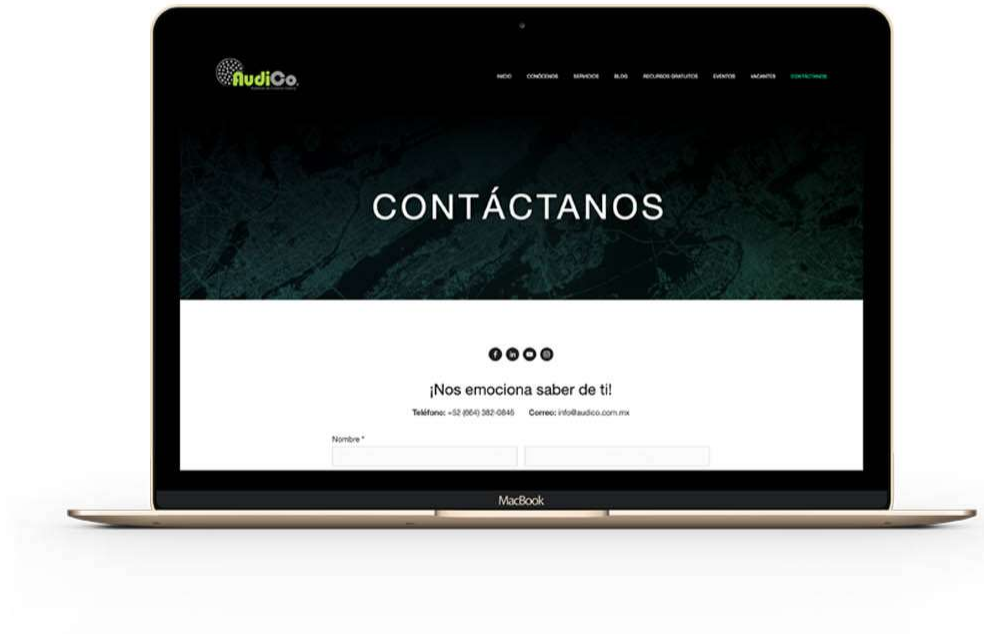 AudiCo.
INICIO CONÓCENOS SERVICIOS BLOG RECURSOS GRATUITOS EVENTOS VACANTES CONTÁCTANOS
CONTÁCTANOS
¡Nos emociona saber de ti!
Teléfono: +52 (664) 382-0846 Correo: info@audico.com.mx
Nombre *
MacBook